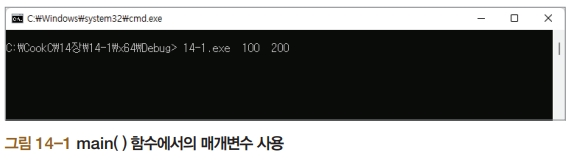 C:₩Windows₩system32₩cmd.exe
C:₩CookC₩14장₩14-1₩x64₩Debug> 14-1.exe  100  200
그림 14-1 main( ) 함수에서의 매개변수 사용